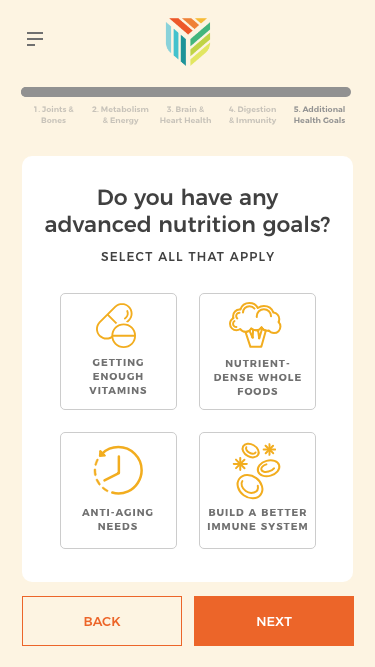 1. Joints & 2. Metabolism 3. Brain & 4. Digestion 5. Additional
Bones & Energy Heart Health & Immunity Health Goals
Do you have any
advanced nutrition goals?
SELECT ALL THAT APPLY
GETTING
ENOUGH
VITAMINS
NUTRIENT-
DENSE WHOLE
FOODS
ANTI-AGING
NEEDS
BUILD A BETTER
IMMUNE SYSTEM
BACK
NEXT